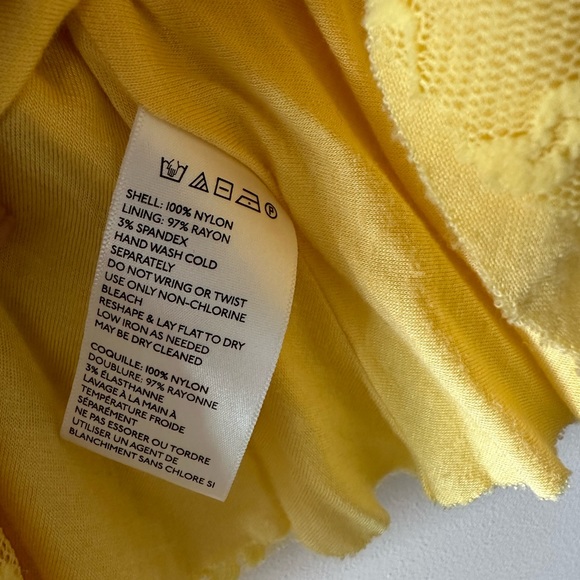 P
SHELL: 100% NYLON
LINING: 97% RAYON
3% SPANDEX
HAND WASH COLD
SEPARATELY
DO NOT WRING OR TWIST
USE ONLY NON-CHLORINE
BLEACH
RESHAPE & LAY FLAT TO DRY
LOW IRON AS NEEDED
MAY BE DRY CLEANED
COQUILLE: 100% NYLON
DOUBLURE: 97% RAYONNE
3% ÉLASTHANNE
LAVAGE À LA MAIN À
TEMPÉRATURE FROIDE
SÉPARÉMENT
NE PAS ESSORER OU TORDRE
UTILISER UN AGENT DE
BLANCHIMENT SANS CHLORE SI